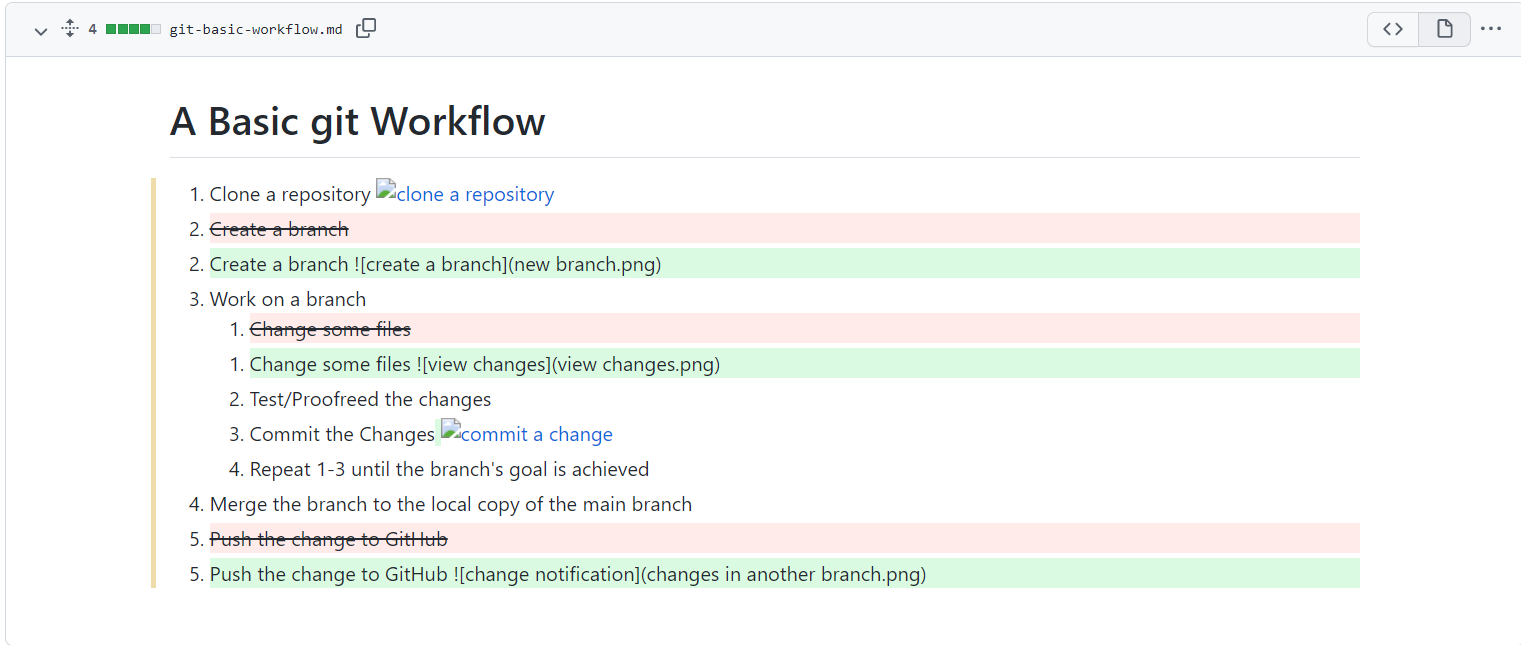 4 git-basic-workflow.md
A Basic git Workflow
1. Clone a repository clone a repository
2. Create a branch
2. Create a branch ![create a branch](new branch.png)
3. Work on a branch
1. Change some files
1. Change some files ![view changes](view changes.png)
2. Test/Proofreed the changes
3. Commit the Changes commit a change
4. Repeat 1-3 until the branch's goal is achieved
4. Merge the branch to the local copy of the main branch
5. Push the change to GitHub
5. Push the change to GitHub ![change notification](changes in another branch.png)